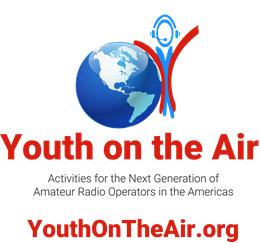 Youth on the Air
Activities for the Next Generation of
Amateur Radio Operators in the Americas
YouthOnTheAir.org